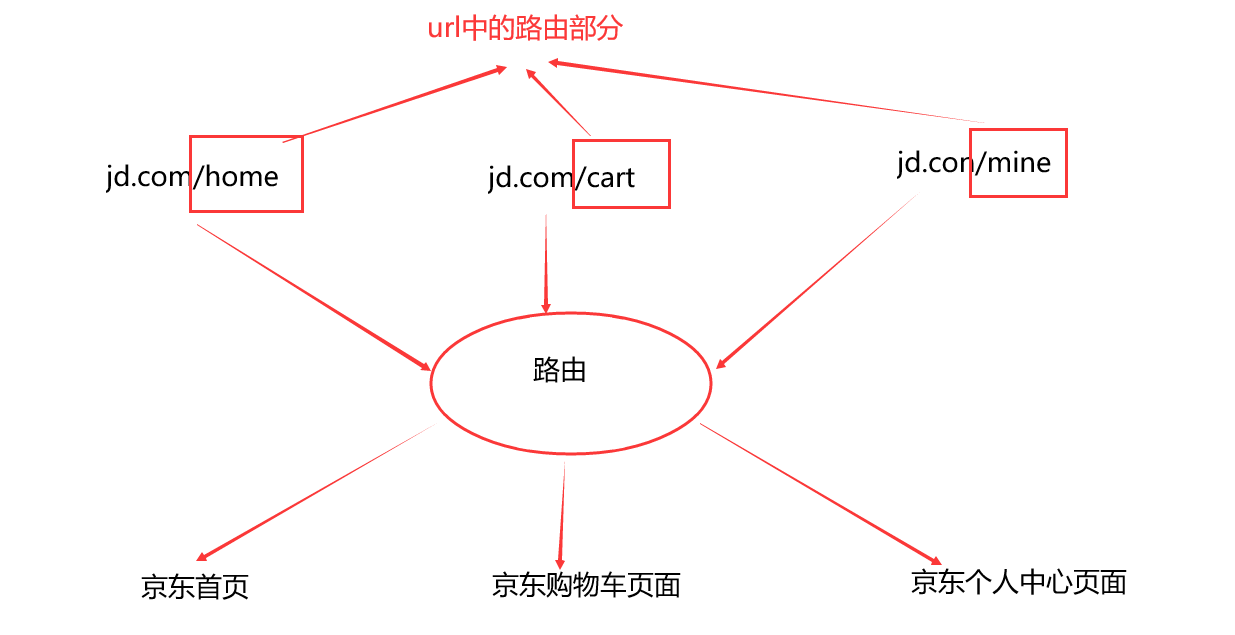 url中的路由部分
jd.com/home
jd.com/cart
jd.con/mine
路由
京东首页
京东购物车页面
京东个人中心页面